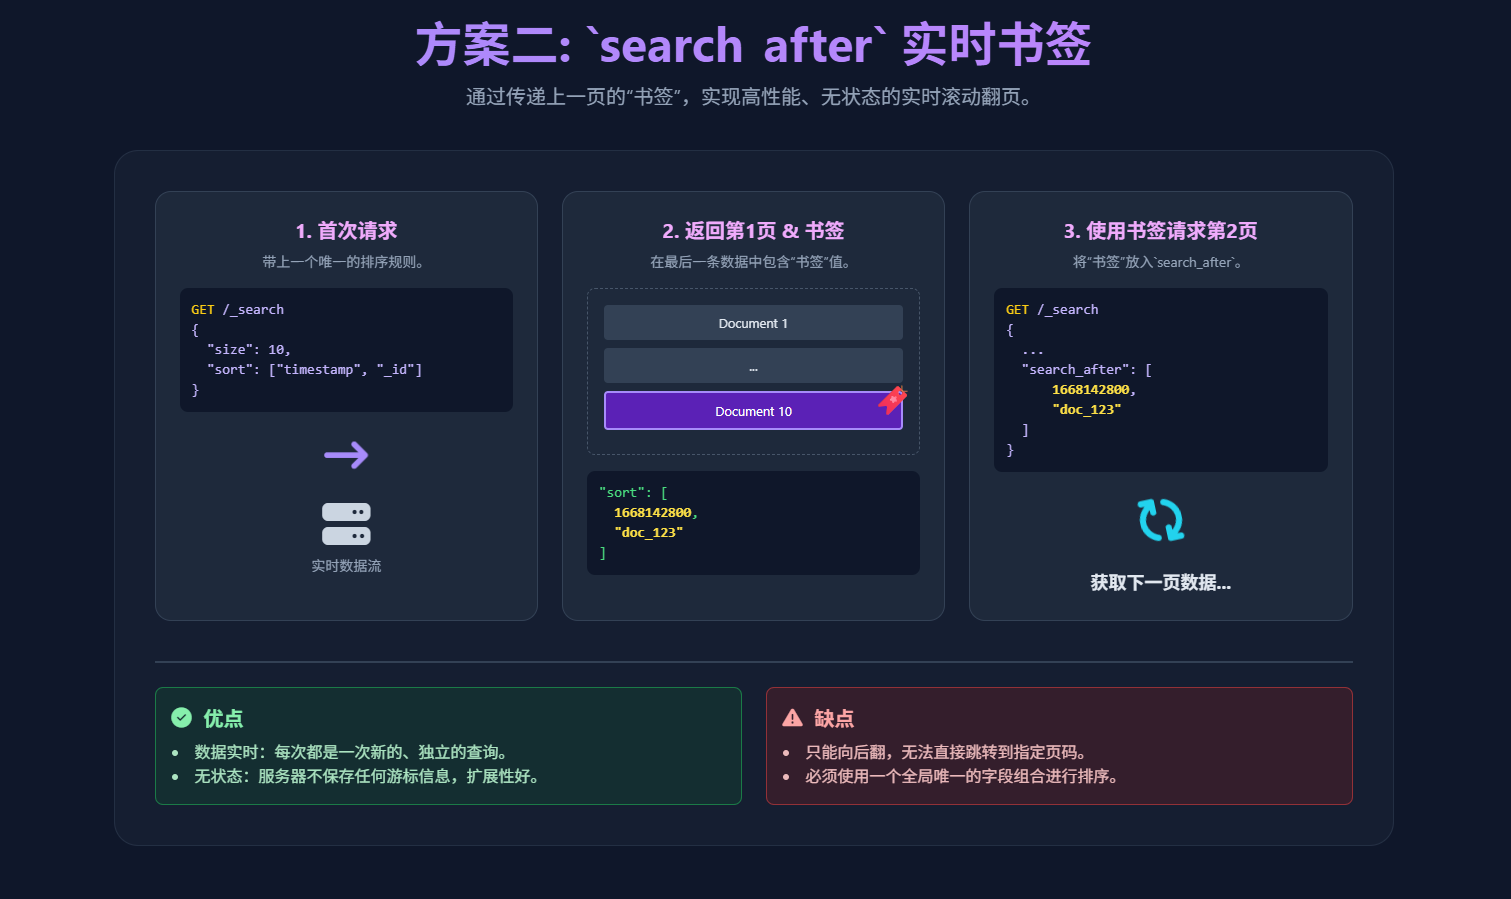 方案二: `search after` 实时书签
通过传递上一页的“书签”，实现高性能、无状态的实时滚动翻页。
1. 首次请求
带上一个唯一的排序规则。
GET /_search
{
  "size": 10,
  "sort": ["timestamp", "_id"]
}
实时数据流
2. 返回第1页 & 书签
在最后一条数据中包含“书签”值。
Document 1
...
Document 10
"sort": [
  1668142800,
  "doc_123"
]
3. 使用书签请求第2页
将“书签”放入`search_after`。
GET /_search
{
  ...
  "search_after": [
      1668142800,
      "doc_123"
  ]
}
获取下一页数据...
优点
• 数据实时：每次都是一次新的、独立的查询。
• 无状态：服务器不保存任何游标信息，扩展性好。
缺点
• 只能向后翻，无法直接跳转到指定页码。
• 必须使用一个全局唯一的字段组合进行排序。